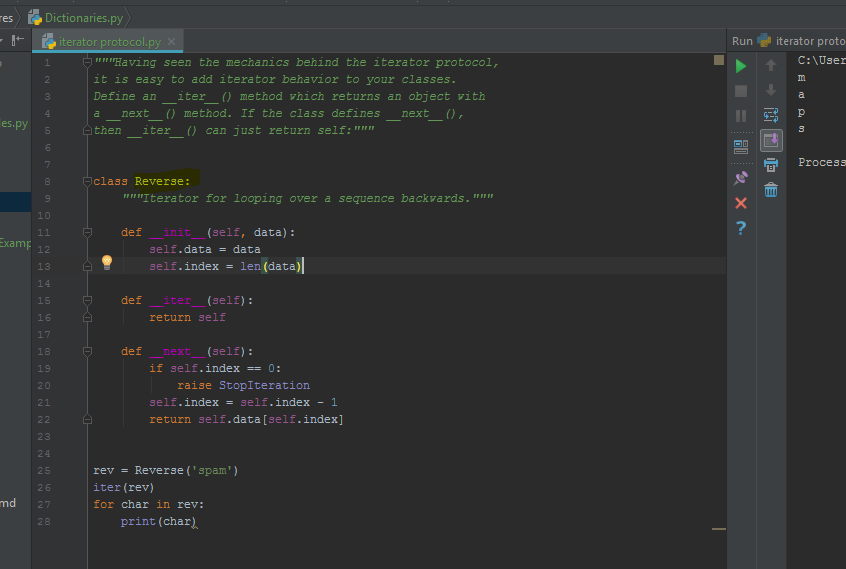 res
Dictionaries.py
iterator protocol.py
Run
iterator proto
1 """Having seen the mechanics behind the iterator protocol,
2 it is easy to add iterator behavior to your classes.
3 Define an __iter__() method which returns an object with
4 a __next__() method. If the class defines __next__(),
5 then __iter__() can just return self:"""
6
7
8 class Reverse:
9 """Iterator for looping over a sequence backwards."""
10
11 def __init__(self, data):
12 self.data = data
13 self.index = len(data)
14
15 def __iter__(self):
16 return self
17
18 def __next__(self):
19 if self.index == 0:
20 raise StopIteration
21 self.index = self.index - 1
22 return self.data[self.index]
23
24
25 rev = Reverse('spam')
26 iter(rev)
27 for char in rev:
28 print(char)
les.py
Examp
md
C:\User
m
a
p
s
Process